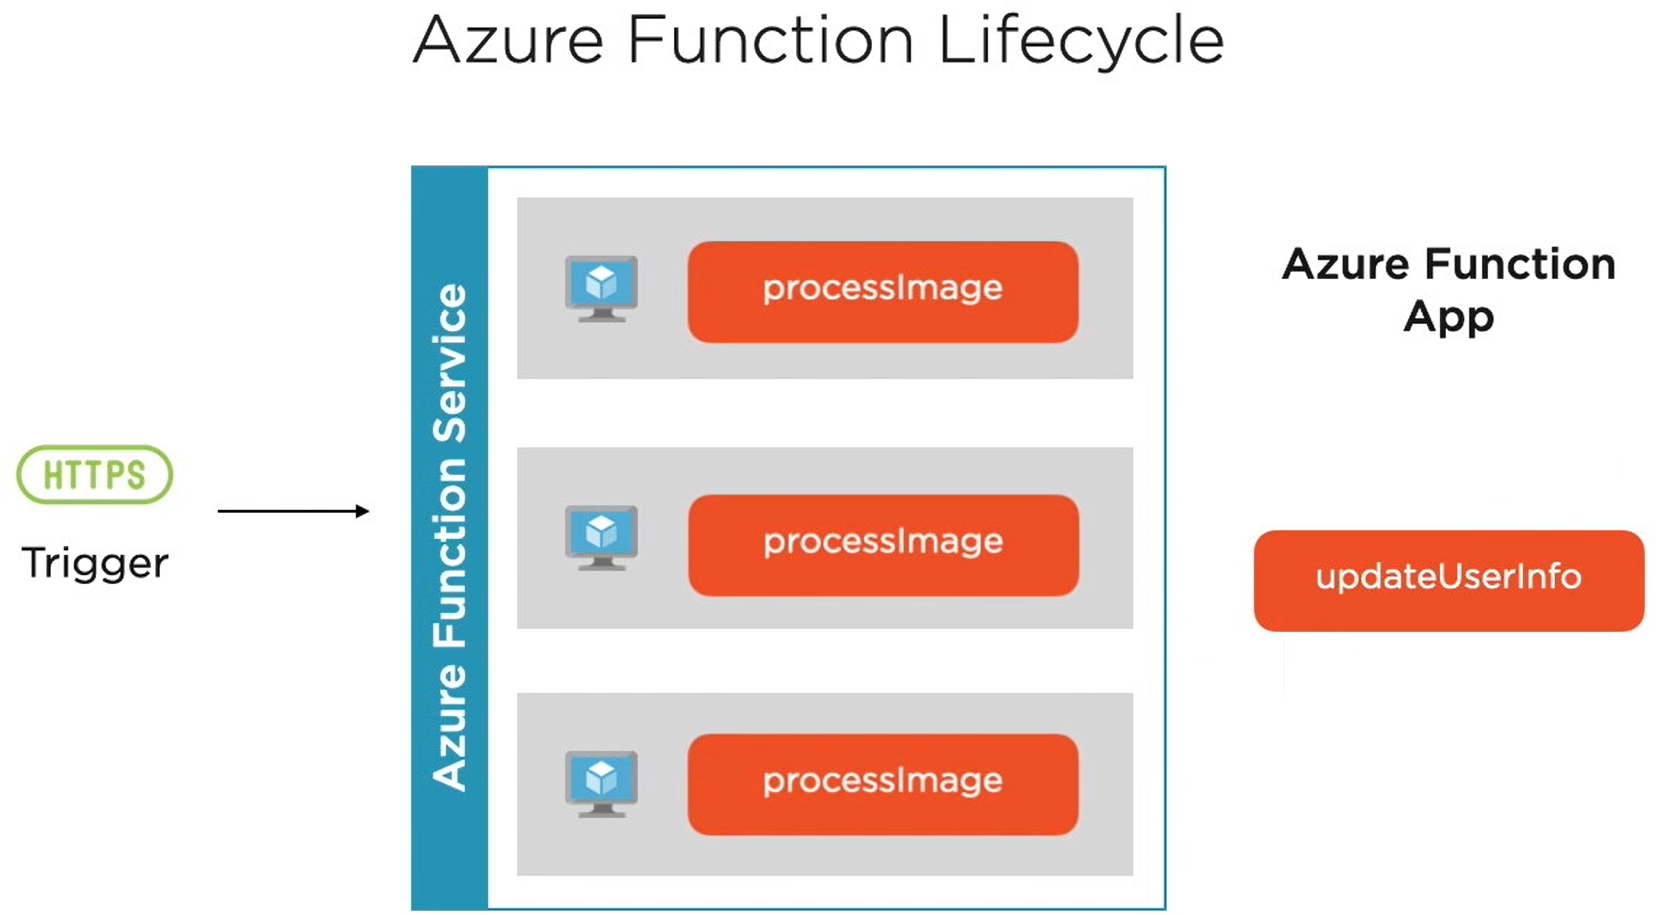 Azure Function Lifecycle
HTTPS
Trigger
Azure Function Service
processImage
processImage
processImage
Azure Function
App
updateUserInfo